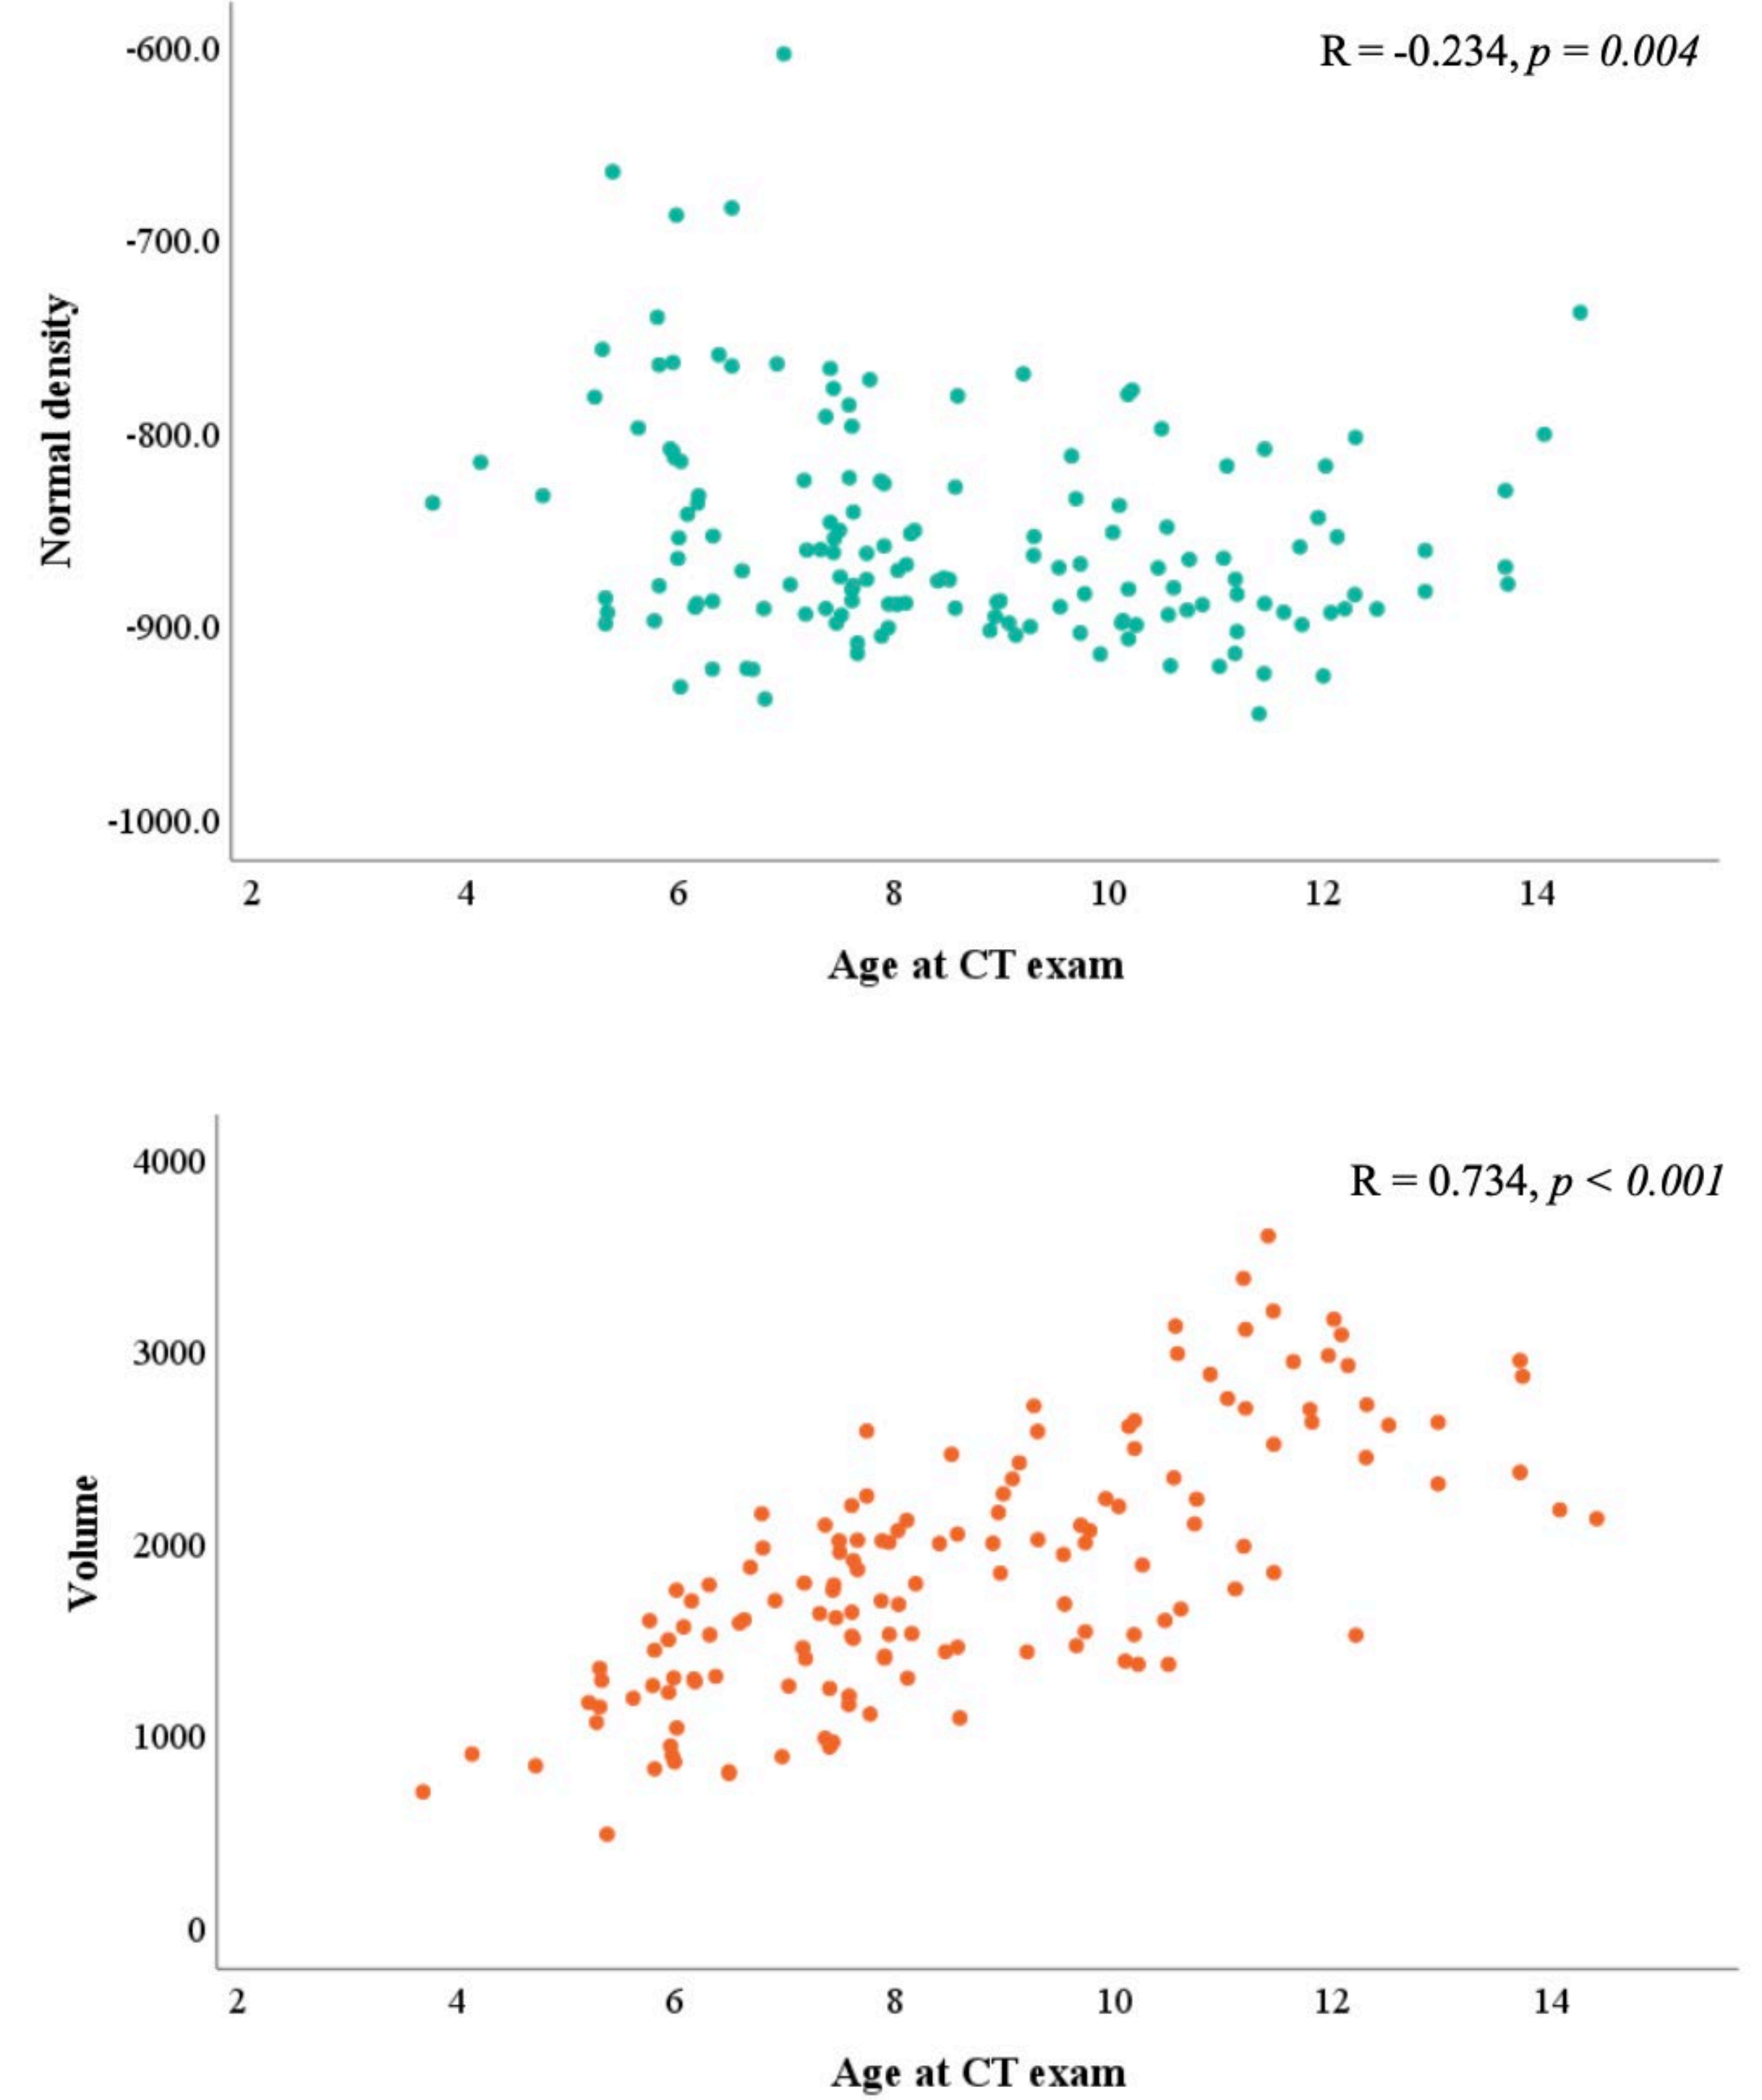 R = -0.234, p = 0.004
Normal density
-600.0
-700.0
-800.0
-900.0
-1000.0
2 4 6 8 10 12 14
Age at CT exam
R = 0.734, p < 0.001
Volume
4000
3000
2000
1000
0
2 4 6 8 10 12 14
Age at CT exam